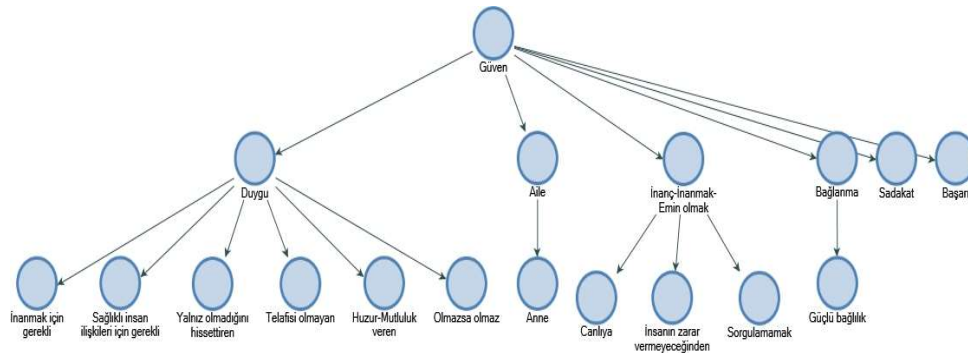 Güven
Duygu
Aile
İnanç-İnanmak-
Emin olmak
Bağlanma
Sadakat
Başarı
İnanmak için
gerekli
Sağlıklı insan
ilişkileri için gerekli
Yalnız olmadığını
hissettiren
Telafisi olmayan
Huzur-Mutluluk
veren
Olmazsa olmaz
Anne
Canlıya
İnsanın zarar
vermeyeceğinden
Sorgulamamak
Güçlü bağlılık